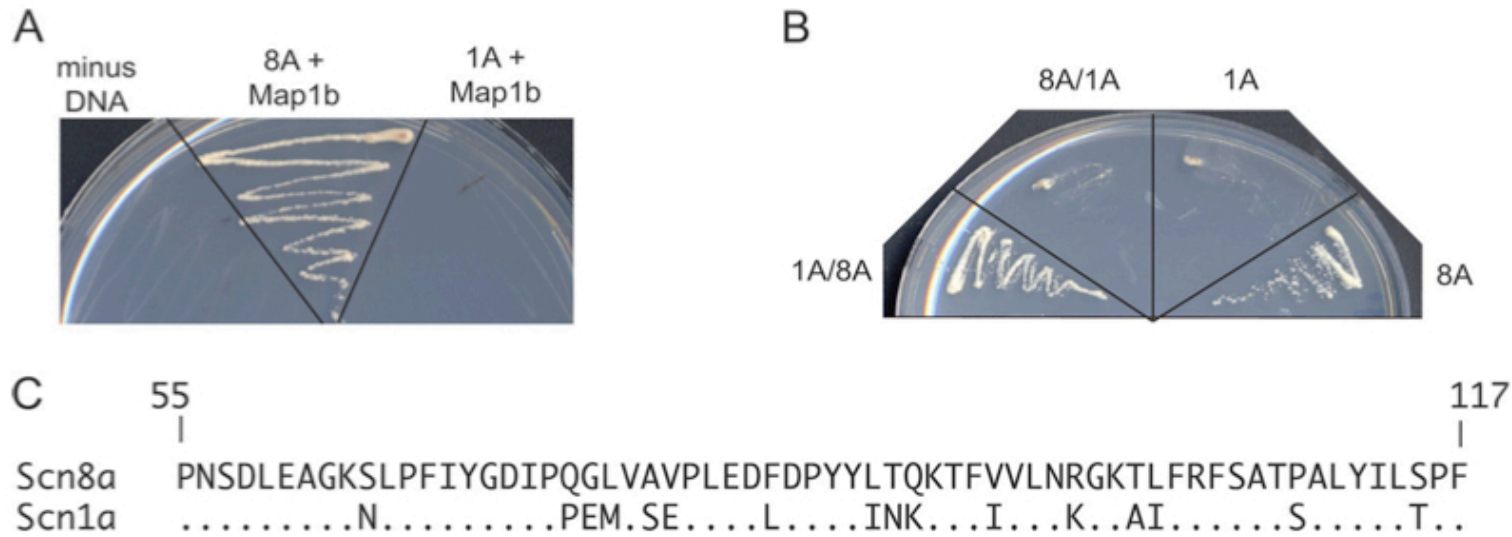 A
B
minus
DNA
8A +
Map1b
1A +
Map1b
8A/1A
1A
1A/8A
8A
C
55
117
Scn8a PNSDLEAGKSLPFIYGDIPQGLVAVPLEDFDPYYLTQKTFVVLNRGKTLFRFSATPALYILSPF
Scn1a .........N.........PEM.SE....L....INK...I...K..AI......S.....T..